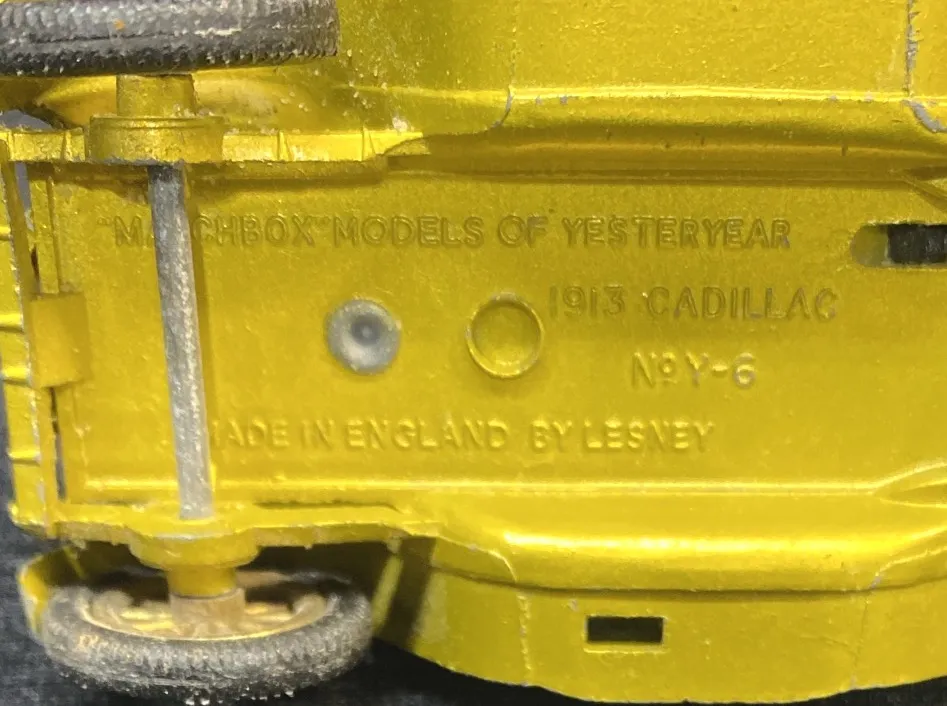 "MATCHBOX" MODELS OF YESTERYEAR
1913 CADILLAC
Nº Y-6
MADE IN ENGLAND BY LESNEY